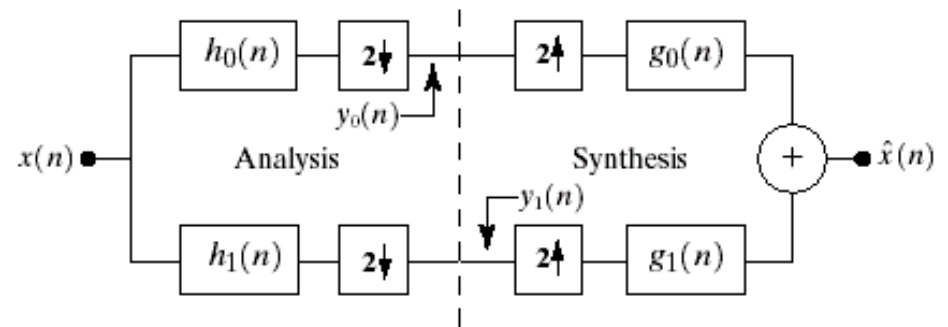 h₀(n) 2↓ 2↑ g₀(n)
y₀(n)
x(n) Analysis Synthesis + x̂(n)
y₁(n)
h₁(n) 2↓ 2↑ g₁(n)